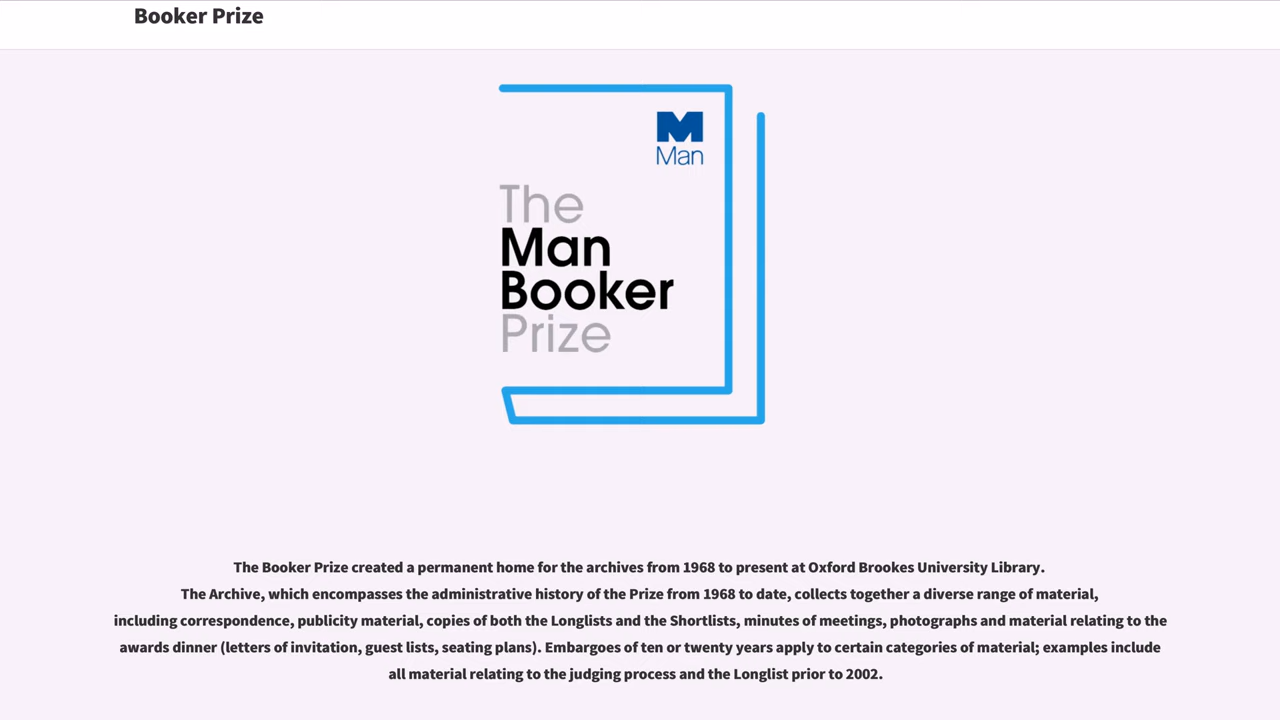 Booker Prize
M
Man
The
Man
Booker
Prize
The Booker Prize created a permanent home for the archives from 1968 to present at Oxford Brookes University Library.
The Archive, which encompasses the administrative history of the Prize from 1968 to date, collects together a diverse range of material,
including correspondence, publicity material, copies of both the Longlists and the Shortlists, minutes of meetings, photographs and material relating to the
awards dinner (letters of invitation, guest lists, seating plans). Embargoes of ten or twenty years apply to certain categories of material; examples include
all material relating to the judging process and the Longlist prior to 2002.